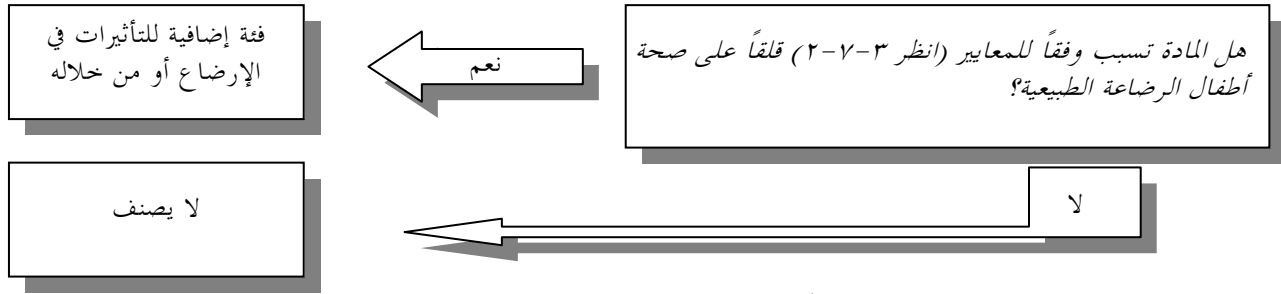 هل المادة تسبب وفقاً للمعايير (انظر ٣-٧-٢) قلقاً على صحة
أطفال الرضاعة الطبيعية؟
نعم
فئة إضافية للتأثيرات في
الإرضاع أو من خلاله
لا
لا يصنف